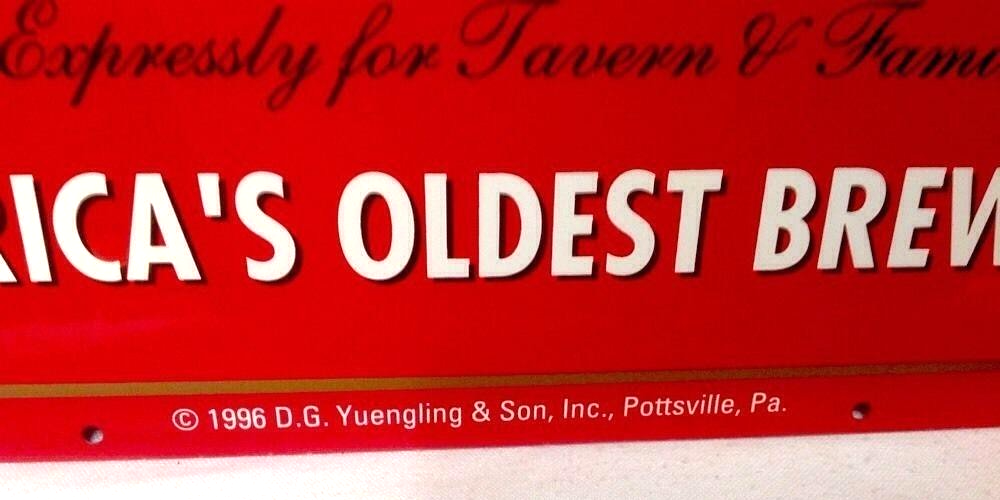 Expressly for Tavern & Fami
RICA'S OLDEST BREW
© 1996 D.G. Yuengling & Son, Inc., Pottsville, Pa.